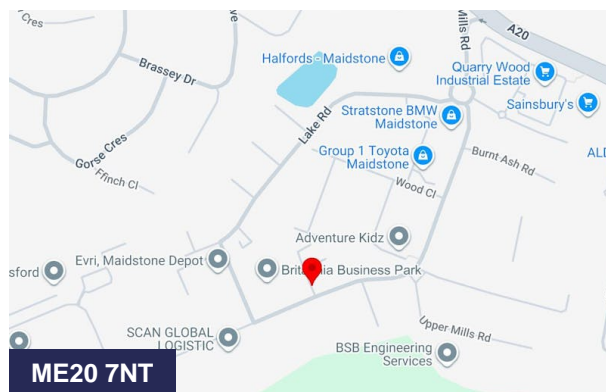 Cres
Mills Rd
A20
Brassey Dr
Halfords - Maidstone
Quarry Wood
Industrial Estate
Sainsbury's
Lake Rd
Stratstone BMW
Maidstone
Gorse Cres
Ffinch Cl
Group 1 Toyota
Maidstone
Burnt Ash Rd
ALD
Wood Cl
Adventure Kidz
sford
Evri, Maidstone Depot
Business Park
SCAN GLOBAL
LOGISTIC
Upper Mills Rd
BSB Engineering
Services
ME20 7NT